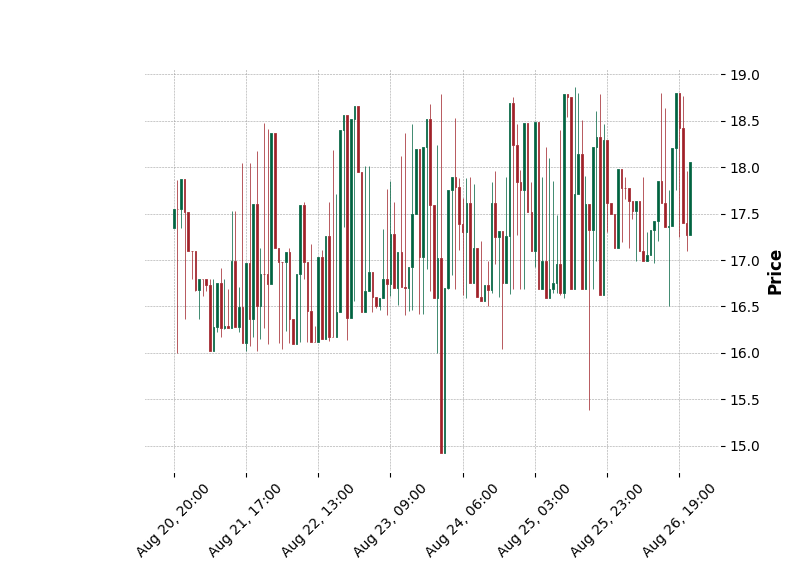 19.0
18.5
18.0
17.5
17.0
16.5
16.0
15.5
15.0
Price
Aug 20, 20:00
Aug 21, 17:00
Aug 22, 13:00
Aug 23, 09:00
Aug 24, 06:00
Aug 25, 03:00
Aug 25, 23:00
Aug 26, 19:00